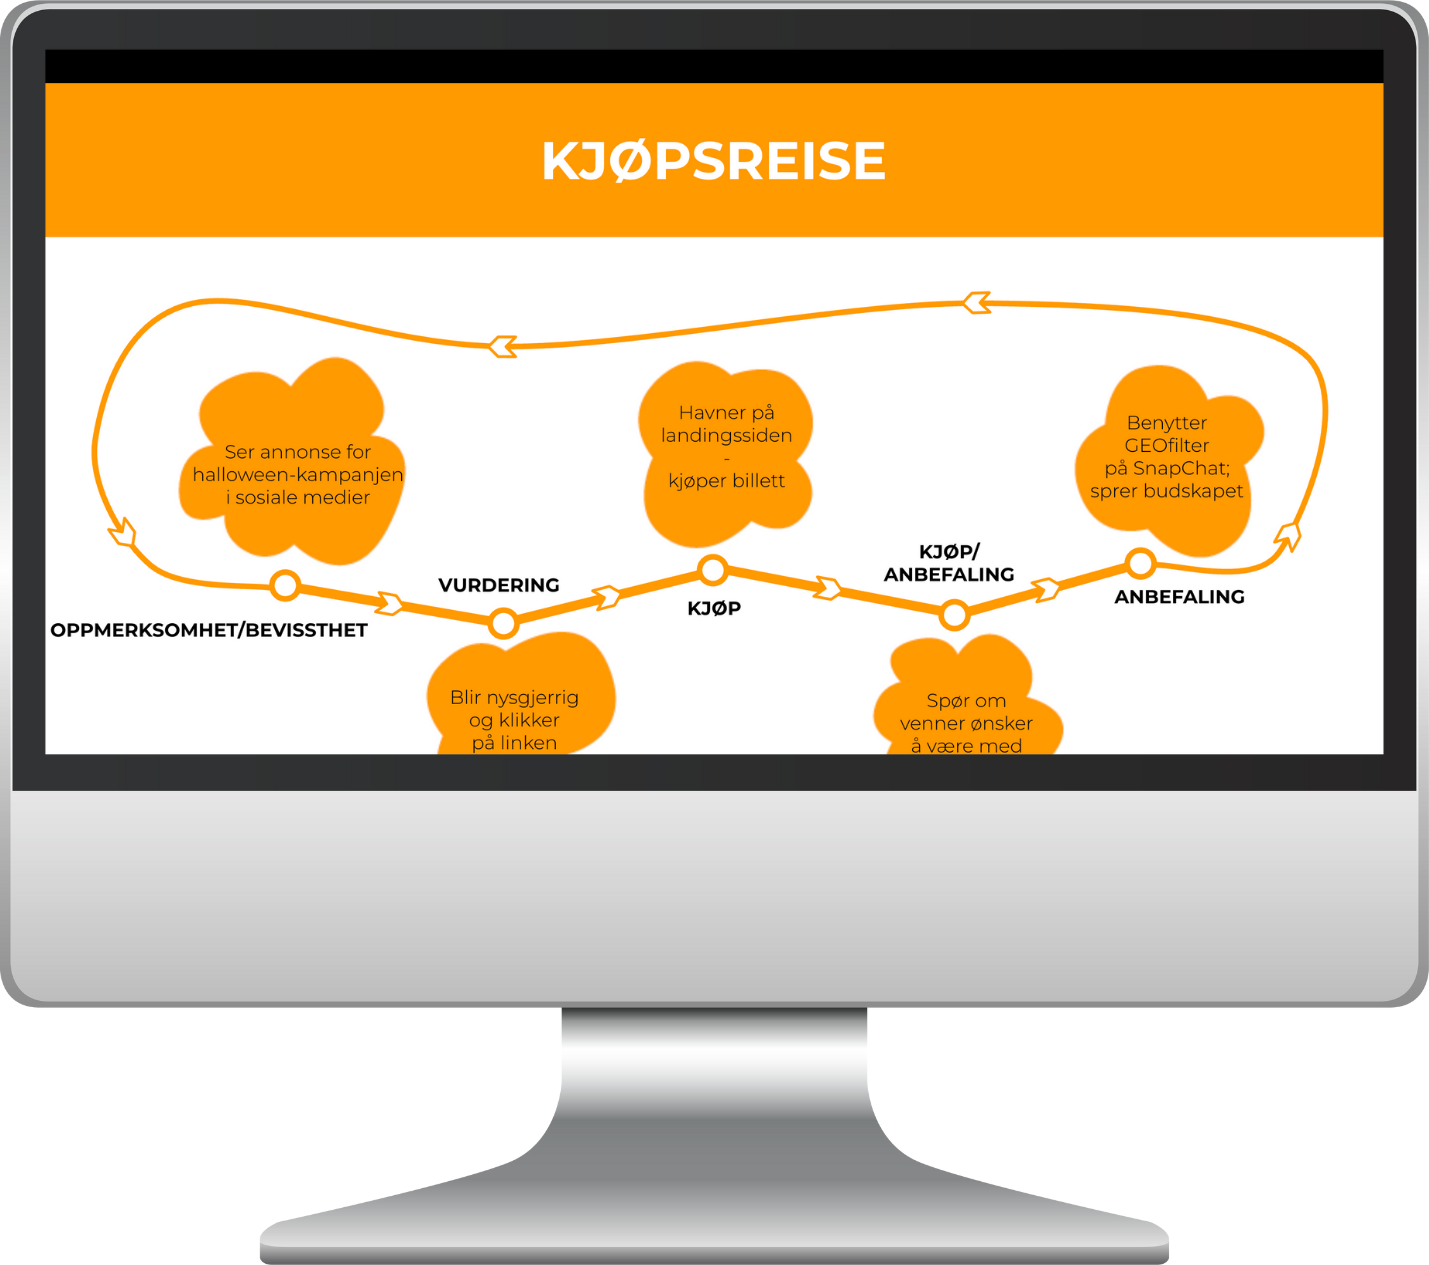 KJØPSREISE
Ser annonse for
halloween-kampanjen
i sosiale medier
OPPMERKSOMHET/BEVISSTHET
VURDERING
Blir nysgjerrig
og klikker
på linken
Havner på
landingssiden
-
kjøper billett
KJØP
KJØP/
ANBEFALING
Spør om
venner ønsker
å være med
Benytter
GEOfilter
på SnapChat;
sprer budskapet
ANBEFALING